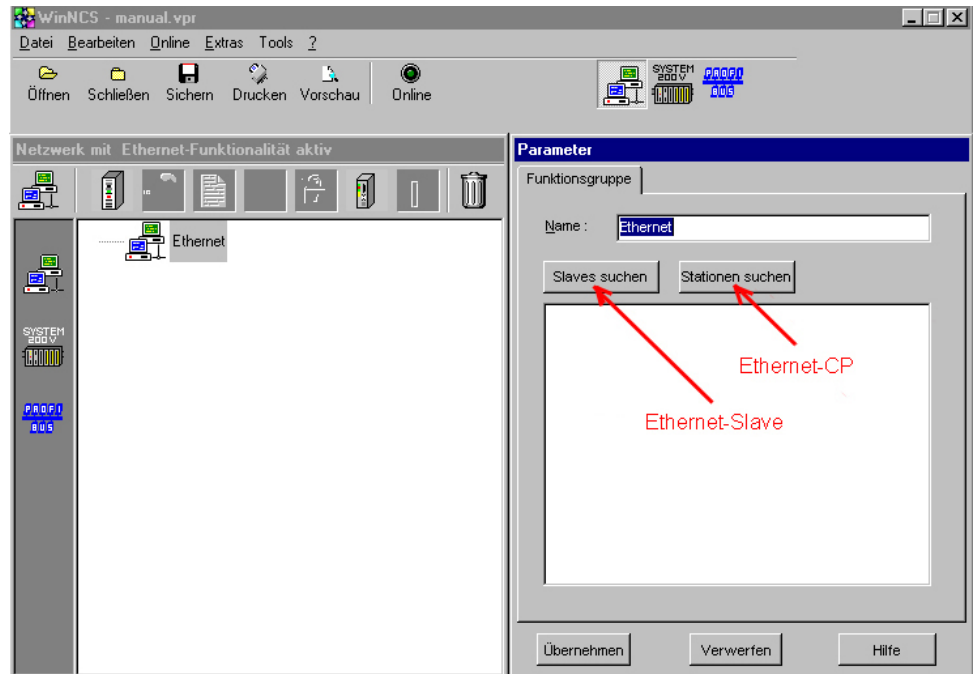 WinNCS - manual.vpr
Datei Bearbeiten Online Extras Tools ?
Öffnen Schließen Sichern Drucken Vorschau Online
SYSTEM
200V
PROFI
BUS
Netzwerk mit Ethernet-Funktionalität aktiv
Ethernet
SYSTEM
200V
PROFI
BUS
Parameter
Funktionsgruppe
Name : Ethernet
Slaves suchen Stationen suchen
Ethernet-CP
Ethernet-Slave
Übernehmen Verwerfen Hilfe